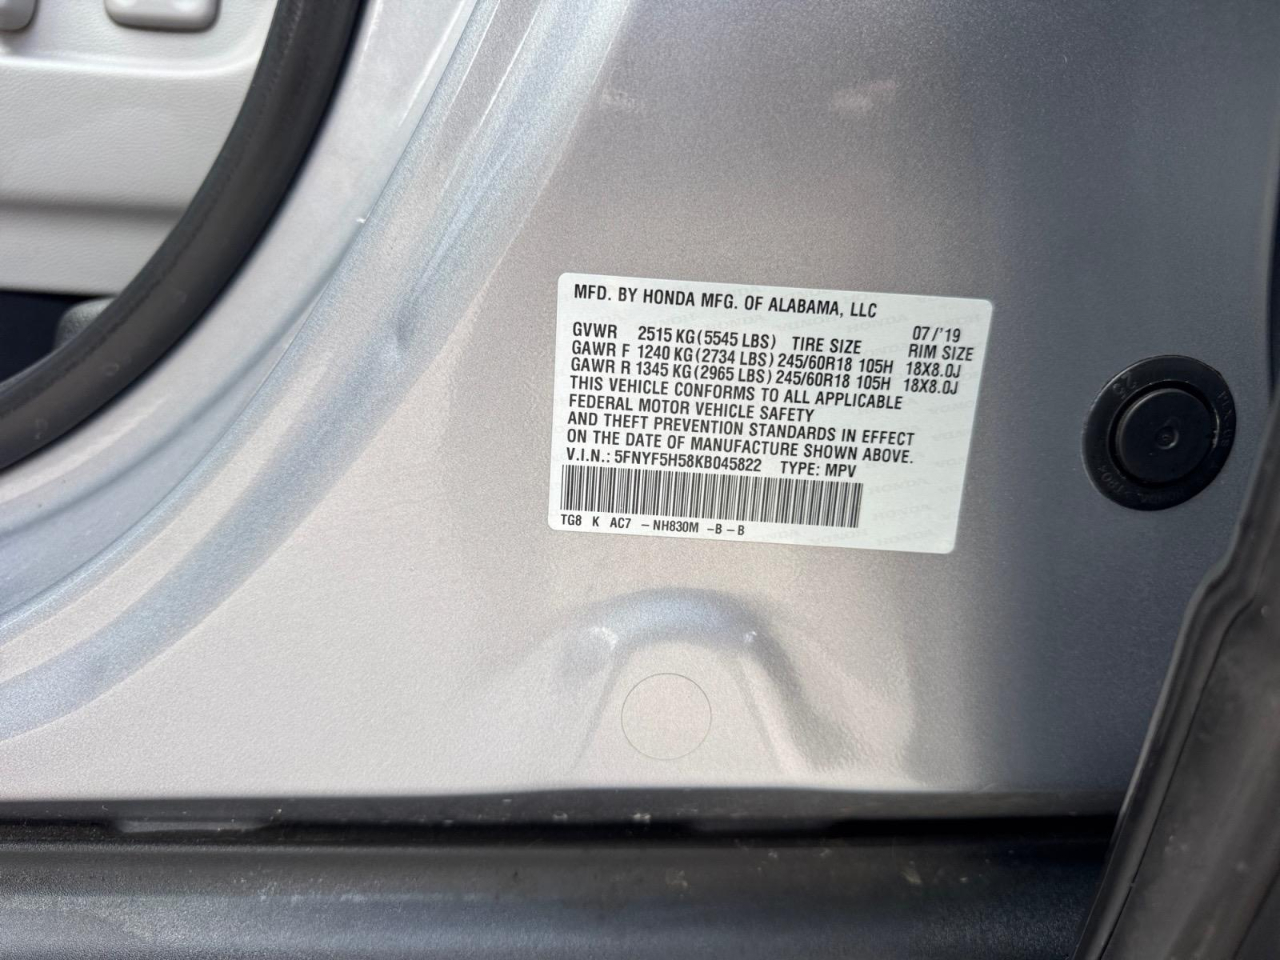 MFD. BY HONDA MFG. OF ALABAMA, LLC
07/'19
GVWR 2515 KG (5545 LBS) TIRE SIZE RIM SIZE
GAWR F 1240 KG (2734 LBS) 245/60R18 105H 18X8.0J
GAWR R 1345 KG (2965 LBS) 245/60R18 105H 18X8.0J
THIS VEHICLE CONFORMS TO ALL APPLICABLE
FEDERAL MOTOR VEHICLE SAFETY
AND THEFT PREVENTION STANDARDS IN EFFECT
ON THE DATE OF MANUFACTURE SHOWN ABOVE.
V.I.N.: 5FNYF5H58KB045822 TYPE: MPV
TG8 K AC7 -NH830M -B-B